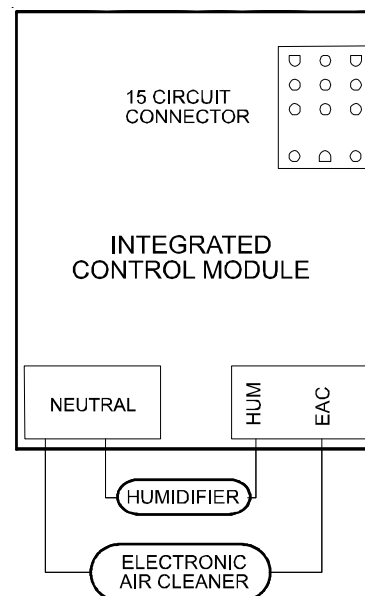 15 CIRCUIT
CONNECTOR
INTEGRATED
CONTROL MODULE
NEUTRAL
HUM
EAC
HUMIDIFIER
ELECTRONIC
AIR CLEANER